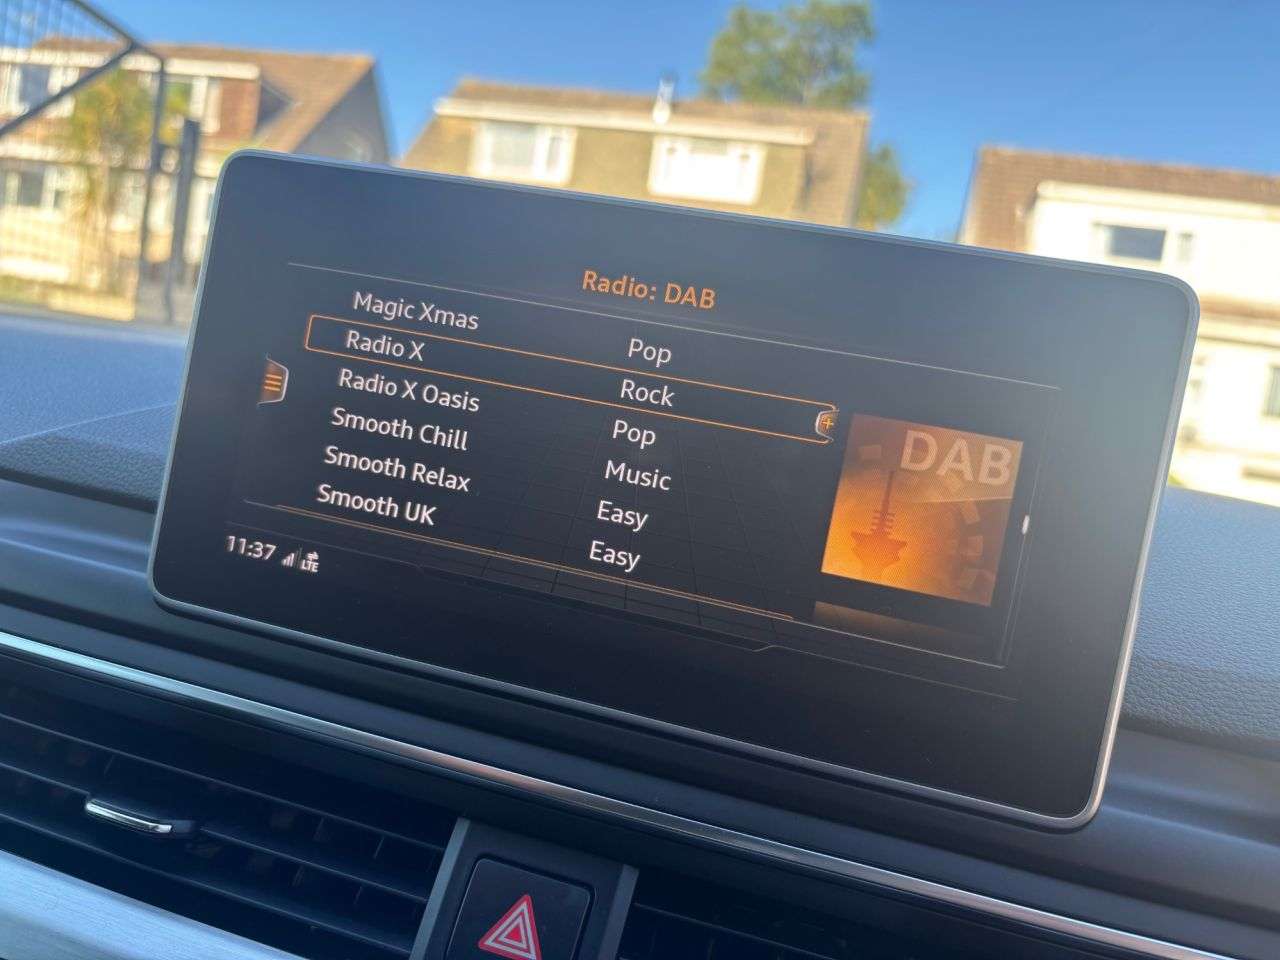 Radio: DAB
Magic Xmas Pop
Radio X Rock
Radio X Oasis Pop
Smooth Chill Music
Smooth Relax Easy
Smooth UK Easy
DAB
11:37 LTE